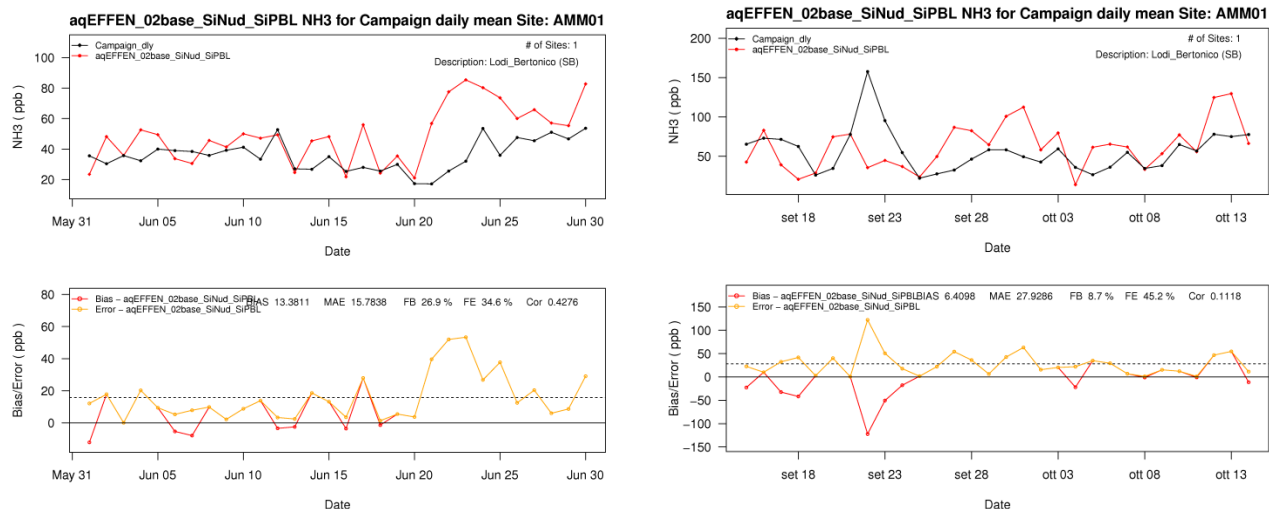 aqEFFEN_02base_SiNud_SiPBL NH3 for Campaign daily mean Site: AMM01
Campaign_dly
aqEFFEN_02base_SiNud_SiPBL
# of Sites: 1
Description: Lodi_Bertonico (SB)
NH3 ( ppb )
100
80
60
40
20
May 31 Jun 05 Jun 10 Jun 15 Jun 20 Jun 25 Jun 30
Date
Bias − aqEFFEN_02base_SiNud_SiPBL
Error − aqEFFEN_02base_SiNud_SiPBL
BIAS 13.3811 MAE 15.7838 FB 26.9 % FE 34.6 % Cor 0.4276
Bias/Error ( ppb )
80
60
40
20
0
May 31 Jun 05 Jun 10 Jun 15 Jun 20 Jun 25 Jun 30
Date
aqEFFEN_02base_SiNud_SiPBL NH3 for Campaign daily mean Site: AMM01
Campaign_dly
aqEFFEN_02base_SiNud_SiPBL
# of Sites: 1
Description: Lodi_Bertonico (SB)
NH3 ( ppb )
200
150
100
50
set 18 set 23 set 28 ott 03 ott 08 ott 13
Date
Bias − aqEFFEN_02base_SiNud_SiPBL
Error − aqEFFEN_02base_SiNud_SiPBL
BIAS 6.4098 MAE 27.9286 FB 8.7 % FE 45.2 % Cor 0.1118
Bias/Error ( ppb )
150
100
50
0
−50
−100
−150
set 18 set 23 set 28 ott 03 ott 08 ott 13
Date